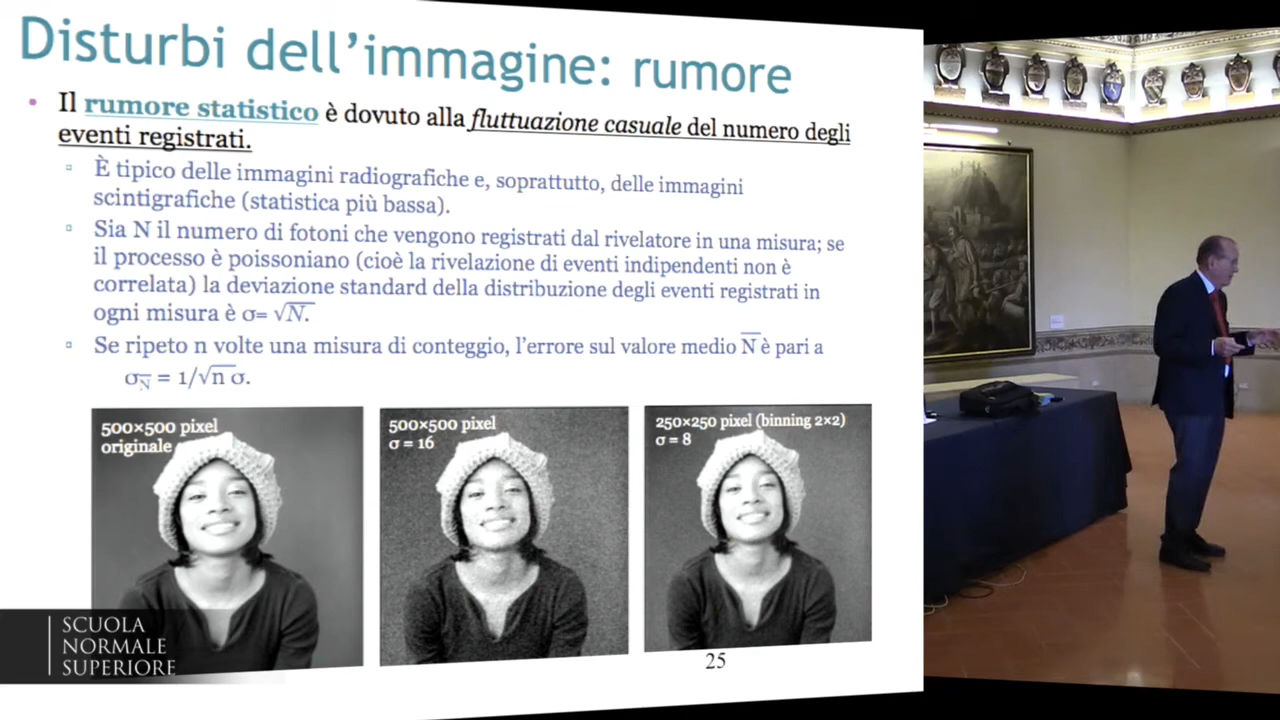 Disturbi dell’immagine: rumore
• Il rumore statistico è dovuto alla fluttuazione casuale del numero degli
eventi registrati.
▫ È tipico delle immagini radiografiche e, soprattutto, delle immagini
scintigrafiche (statistica più bassa).
▫ Sia N il numero di fotoni che vengono registrati dal rivelatore in una misura; se
il processo è poissoniano (cioè la rivelazione di eventi indipendenti non è
correlata) la deviazione standard della distribuzione degli eventi registrati in
ogni misura è σ= √N.
▫ Se ripeto n volte una misura di conteggio, l’errore sul valore medio N̅ è pari a
σN̅ = 1/√n σ.
500×500 pixel
originale
500×500 pixel
σ = 16
250×250 pixel (binning 2×2)
σ = 8
SCUOLA
NORMALE
SUPERIORE
25